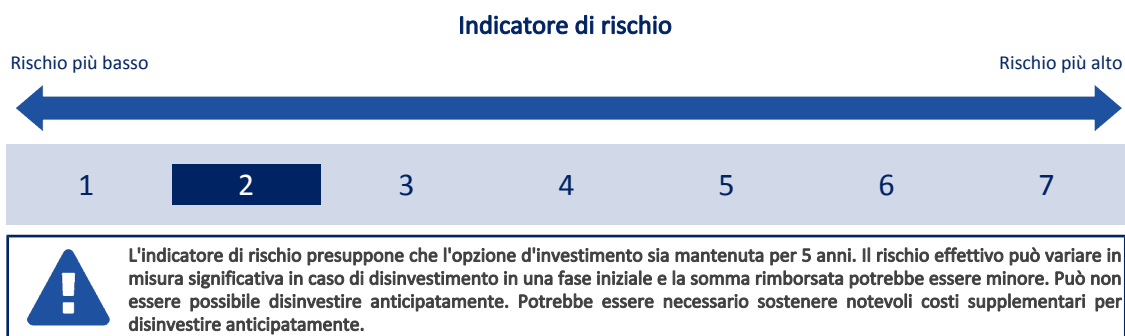 Indicatore di rischio
Rischio più basso
Rischio più alto
1 2 3 4 5 6 7
L'indicatore di rischio presuppone che l'opzione d'investimento sia mantenuta per 5 anni. Il rischio effettivo può variare in
misura significativa in caso di disinvestimento in una fase iniziale e la somma rimborsata potrebbe essere minore. Può non
essere possibile disinvestire anticipatamente. Potrebbe essere necessario sostenere notevoli costi supplementari per
disinvestire anticipatamente.